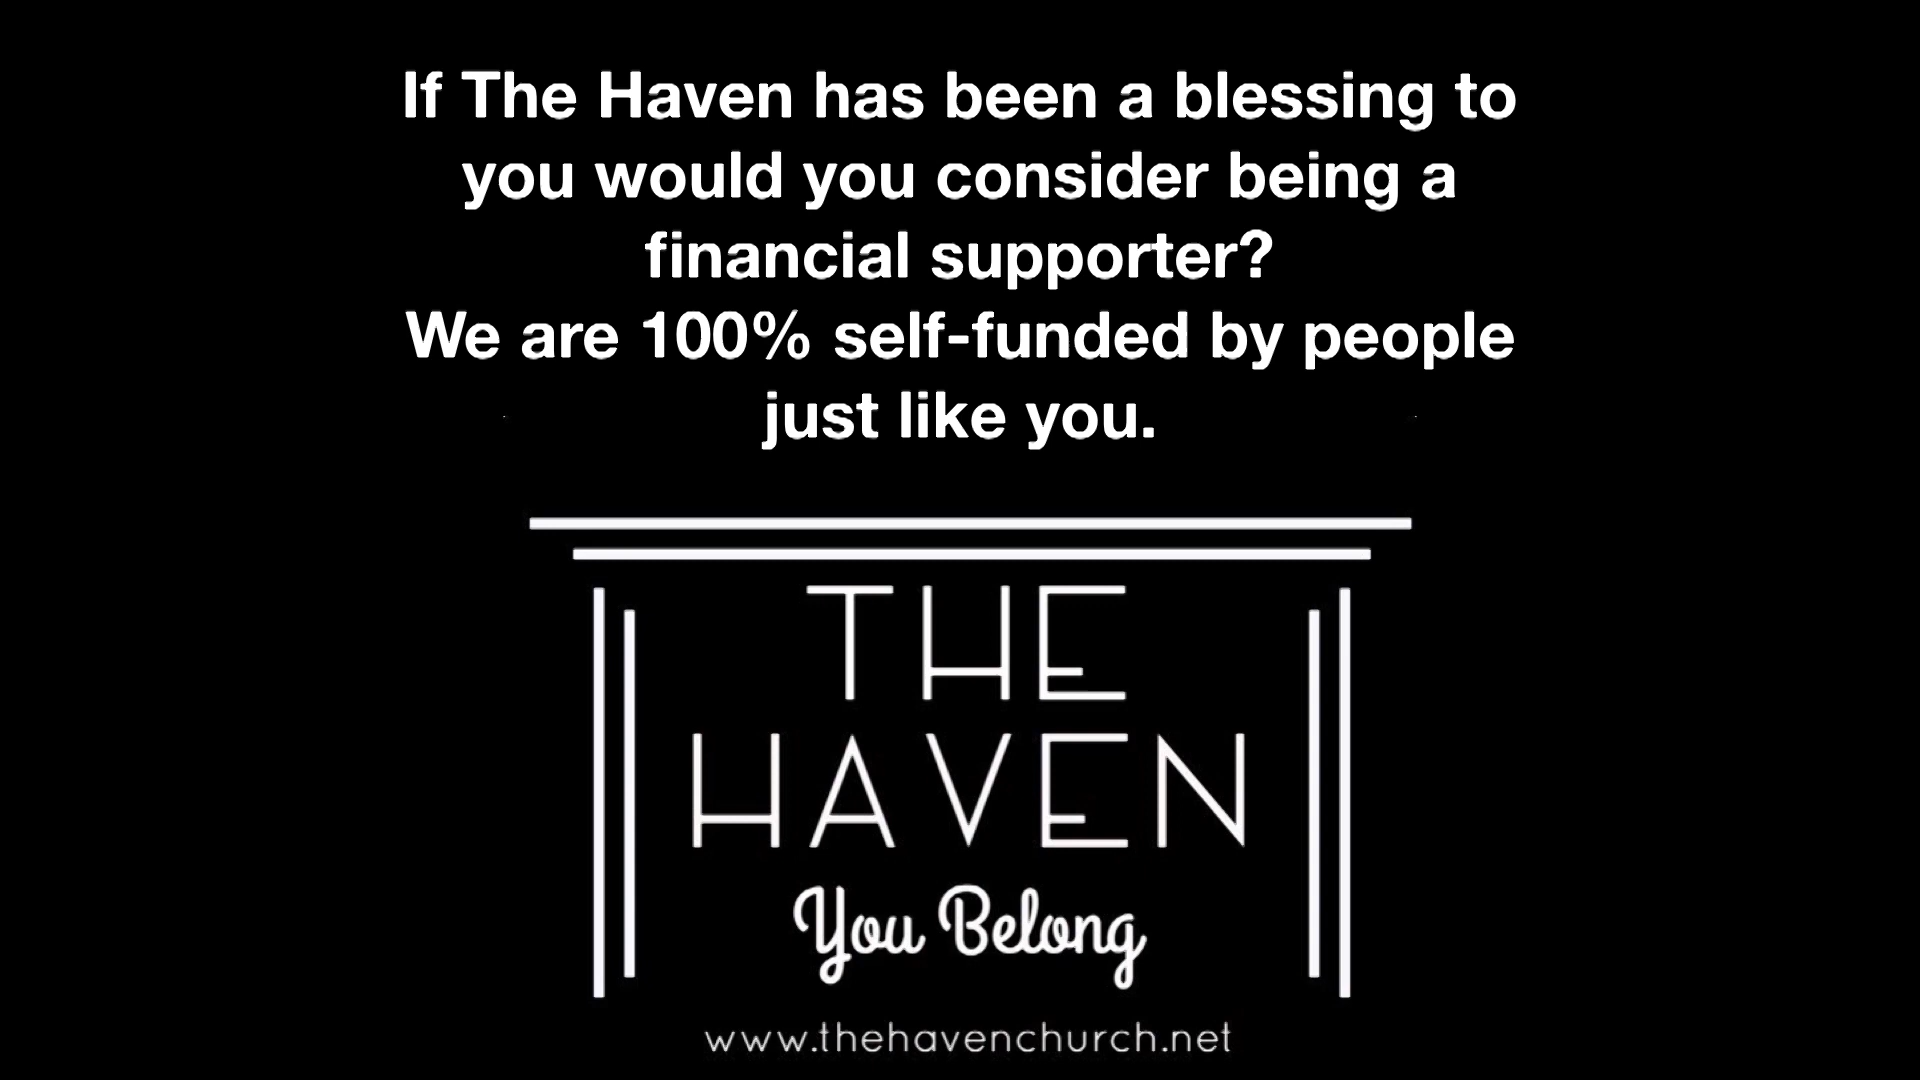 If The Haven has been a blessing to
you would you consider being a
financial supporter?
We are 100% self-funded by people
just like you.
THE
HAVEN
You Belong
www.thehavenchurch.net